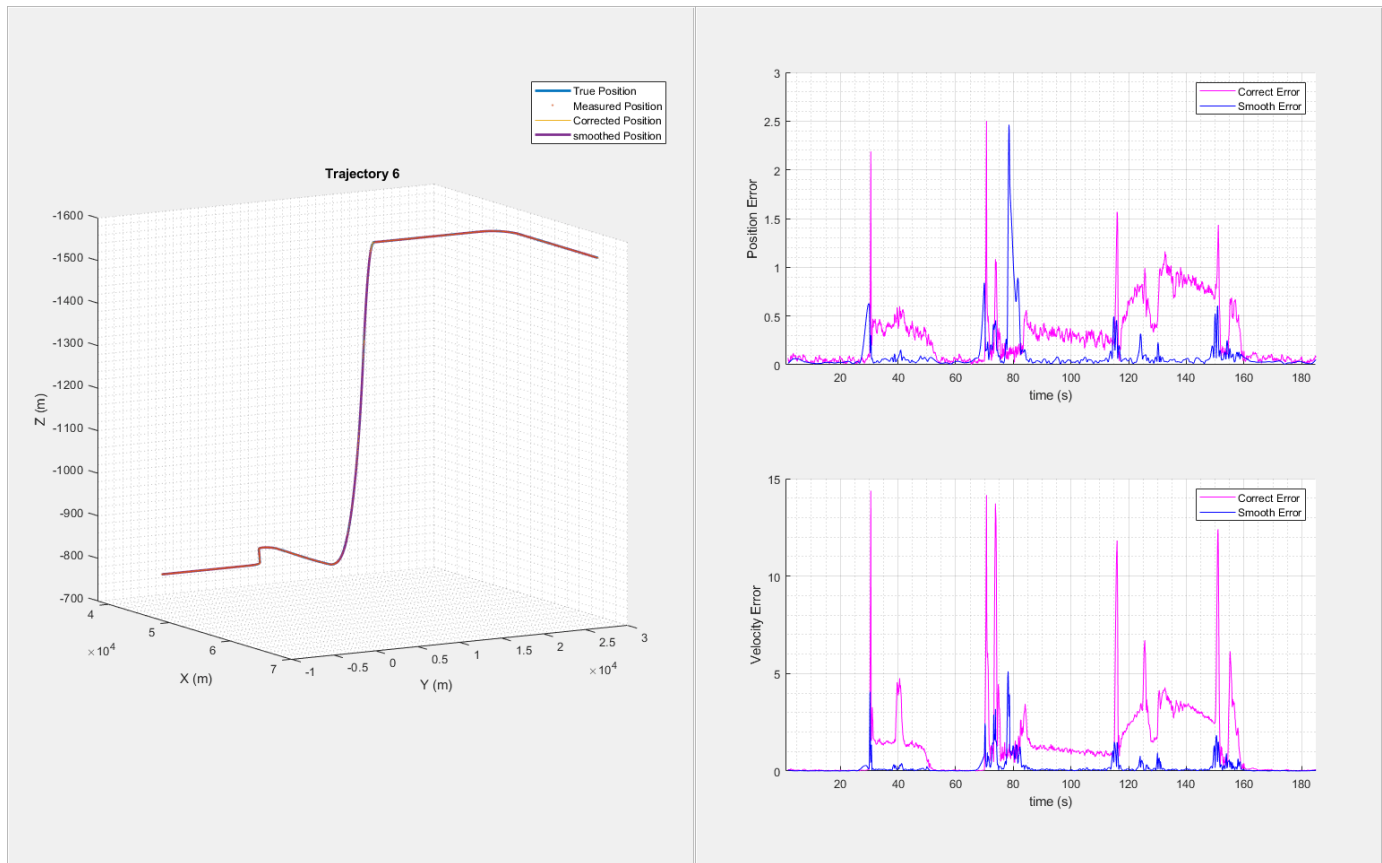 True Position
Measured Position
Corrected Position
smoothed Position
Trajectory 6
-1600
-1500
-1400
-1300
-1200
-1100
-1000
-900
-800
-700
Z (m)
4
5
6
7
×10^4
X (m)
-1
-0.5
0
0.5
1
1.5
2
2.5
3
×10^4
Y (m)
Correct Error
Smooth Error
3
2.5
2
1.5
1
0.5
0
Position Error
20 40 60 80 100 120 140 160 180
time (s)
Correct Error
Smooth Error
15
10
5
0
Velocity Error
20 40 60 80 100 120 140 160 180
time (s)